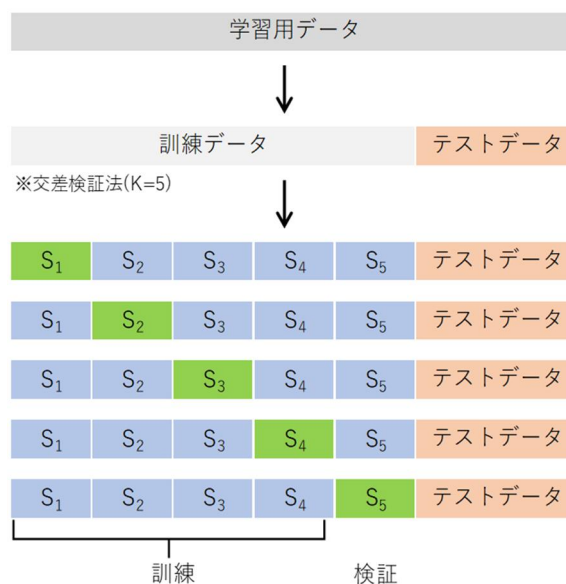 学習用データ
訓練データ テストデータ
※交差検証法(K=5)
S₁ S₂ S₃ S₄ S₅ テストデータ
S₁ S₂ S₃ S₄ S₅ テストデータ
S₁ S₂ S₃ S₄ S₅ テストデータ
S₁ S₂ S₃ S₄ S₅ テストデータ
S₁ S₂ S₃ S₄ S₅ テストデータ
訓練 検証